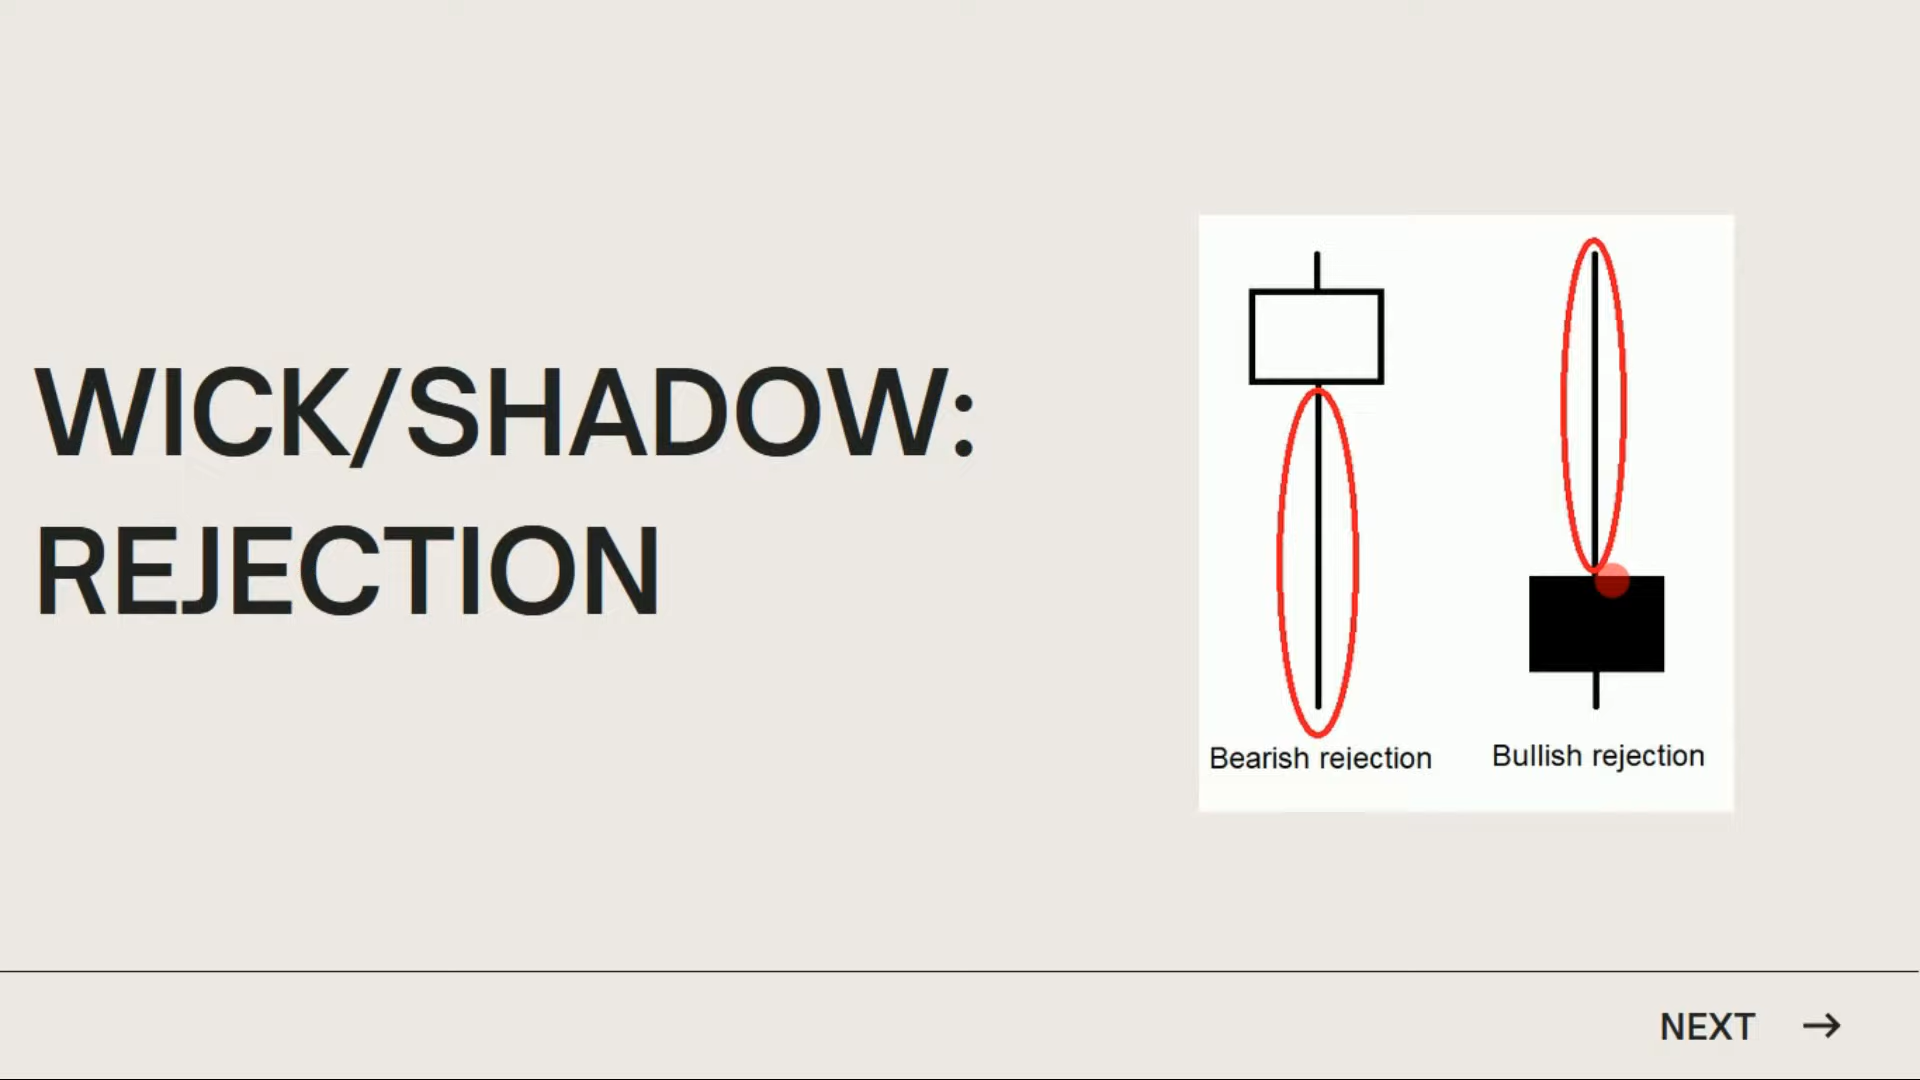 WICK/SHADOW:
REJECTION
Bearish rejection
Bullish rejection
NEXT →